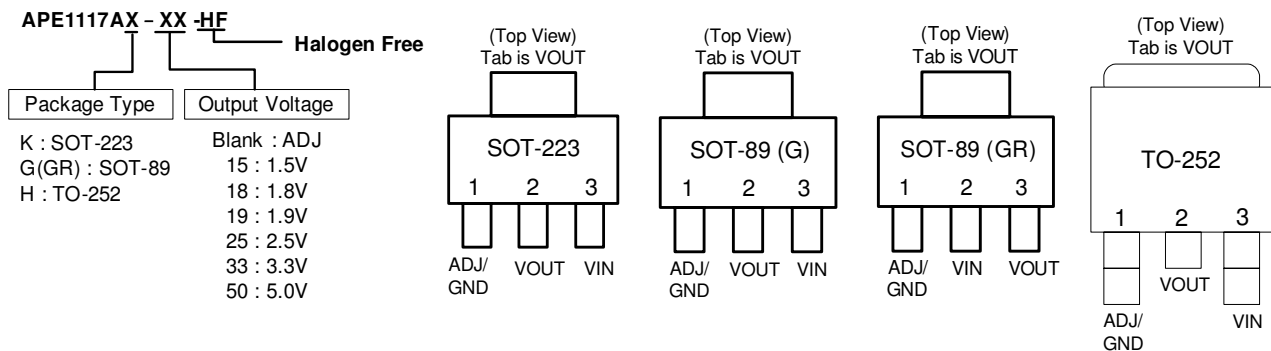 APE1117AX – XX -HF
Halogen Free
Package Type
K : SOT-223
G(GR) : SOT-89
H : TO-252
Output Voltage
Blank : ADJ
15 : 1.5V
18 : 1.8V
19 : 1.9V
25 : 2.5V
33 : 3.3V
50 : 5.0V
(Top View)
Tab is VOUT
SOT-223
1 2 3
ADJ/
GND
VOUT
VIN
(Top View)
Tab is VOUT
SOT-89 (G)
1 2 3
ADJ/
GND
VOUT
VIN
(Top View)
Tab is VOUT
SOT-89 (GR)
1 2 3
ADJ/
GND
VIN
VOUT
(Top View)
Tab is VOUT
TO-252
1 2 3
VOUT
ADJ/
GND
VIN